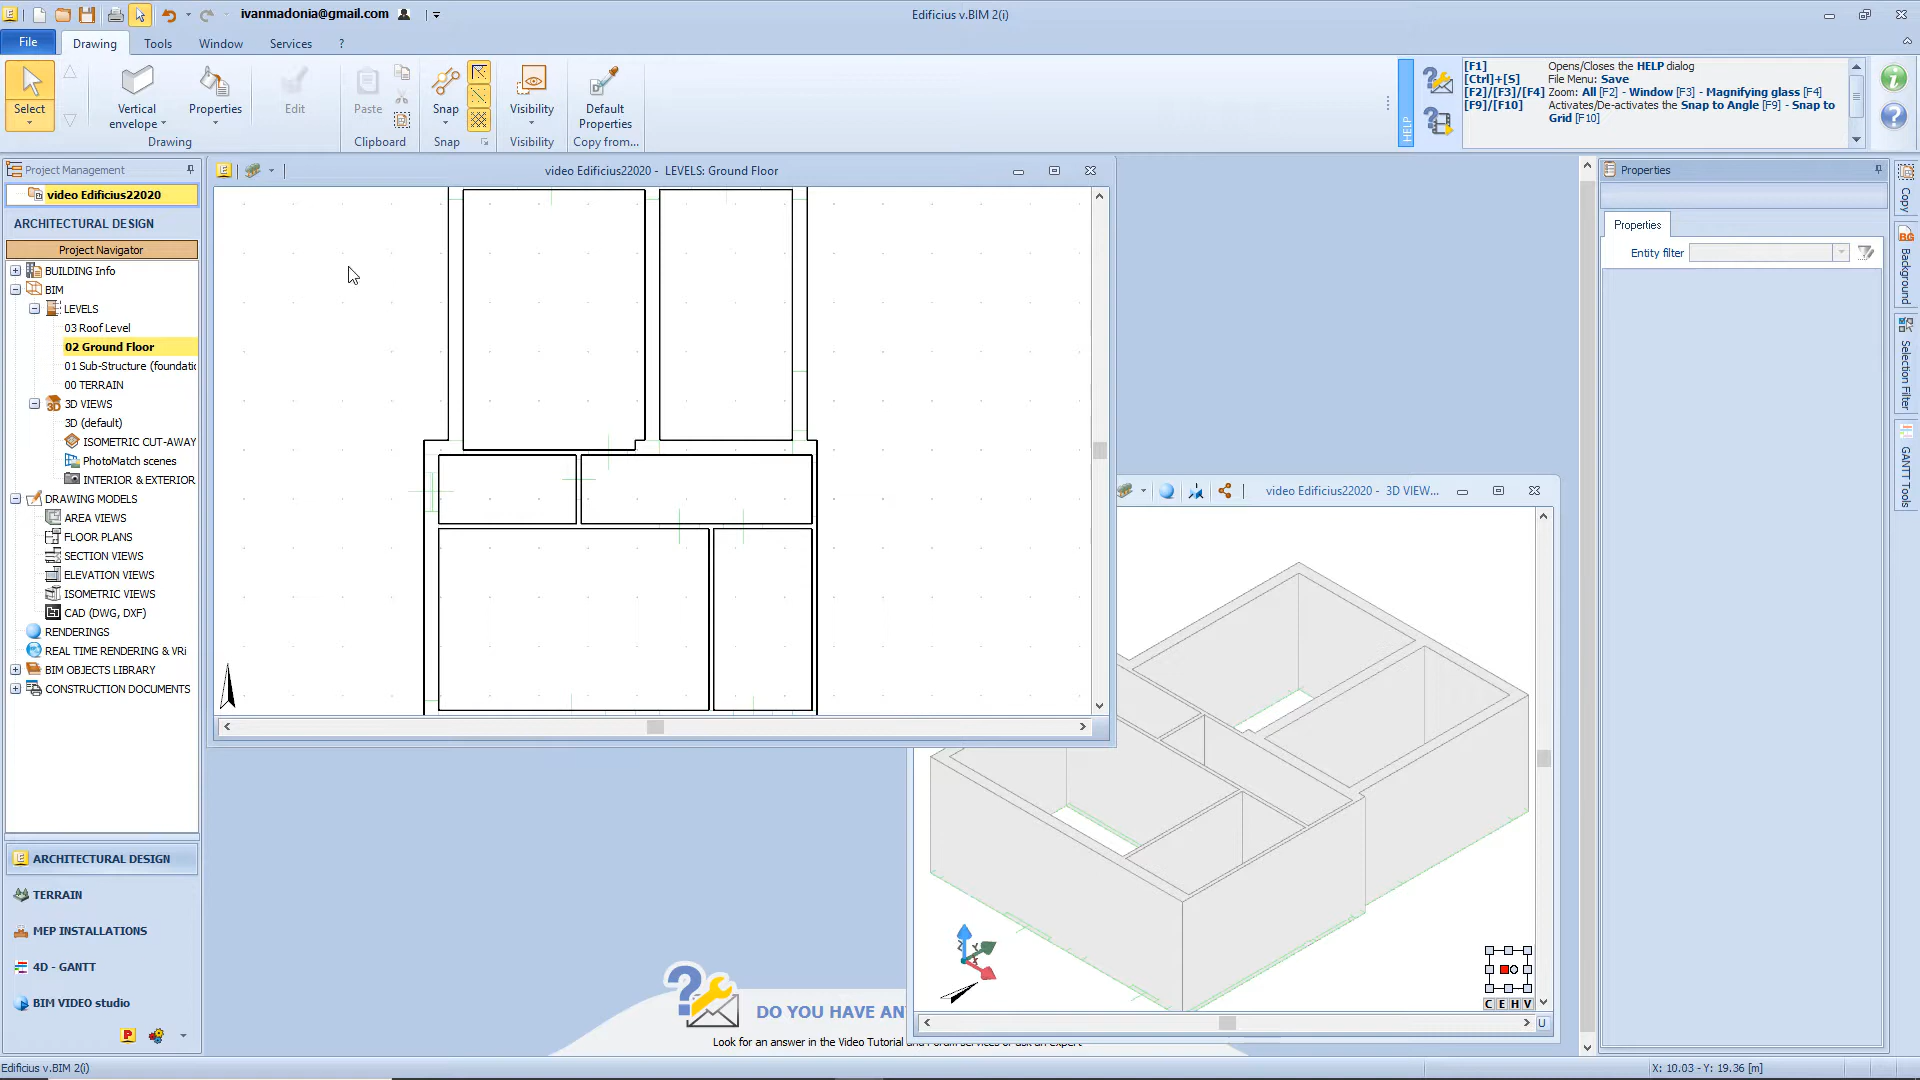 ivanmadonia@gmail.com
Edificius v.BIM 2(i)
File
Drawing
Tools
Window
Services
?
Select
Vertical
envelope
Properties
Edit
Drawing
Paste
Clipboard
Snap
Snap
Visibility
Visibility
Default
Properties
Copy from...
HELP
[F1] Opens/Closes the HELP dialog
[Ctrl]+[S] File Menu: Save
[F2]/[F3]/[F4] Zoom: All [F2] - Window [F3] - Magnifying glass [F4]
[F9]/[F10] Activates/De-activates the Snap to Angle [F9] - Snap to
Grid [F10]
Project Management
video Edificius22020
ARCHITECTURAL DESIGN
Project Navigator
BUILDING Info
BIM
LEVELS
03 Roof Level
02 Ground Floor
01 Sub-Structure (foundatio
00 TERRAIN
3D VIEWS
3D (default)
ISOMETRIC CUT-AWAY
PhotoMatch scenes
INTERIOR & EXTERIOR
DRAWING MODELS
AREA VIEWS
FLOOR PLANS
SECTION VIEWS
ELEVATION VIEWS
ISOMETRIC VIEWS
CAD (DWG, DXF)
RENDERINGS
REAL TIME RENDERING & VRi
BIM OBJECTS LIBRARY
CONSTRUCTION DOCUMENTS
ARCHITECTURAL DESIGN
TERRAIN
MEP INSTALLATIONS
4D - GANTT
BIM VIDEO studio
video Edificius22020 - LEVELS: Ground Floor
video Edificius22020 - 3D VIEW...
C E H V
U
DO YOU HAVE AN
Look for an answer in the Video Tutorial and Forum services or ask an expert
Properties
Properties
Entity filter
Copy
Background
Selection Filter
GANTT Tools
Edificius v.BIM 2(i)
X: 10.03 - Y: 19.36 [m]